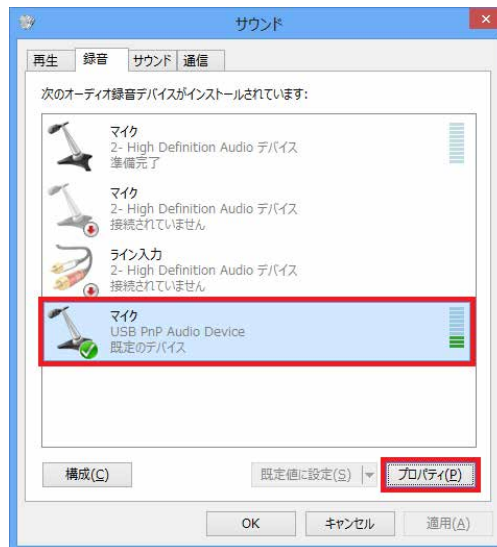 サウンド
再生 録音 サウンド 通信
次のオーディオ録音デバイスがインストールされています:
マイク
2- High Definition Audio デバイス
準備完了
マイク
2- High Definition Audio デバイス
接続されていません
ライン入力
2- High Definition Audio デバイス
接続されていません
マイク
USB PnP Audio Device
既定のデバイス
構成(C) 既定値に設定(S) プロパティ(P)
OK キャンセル 適用(A)